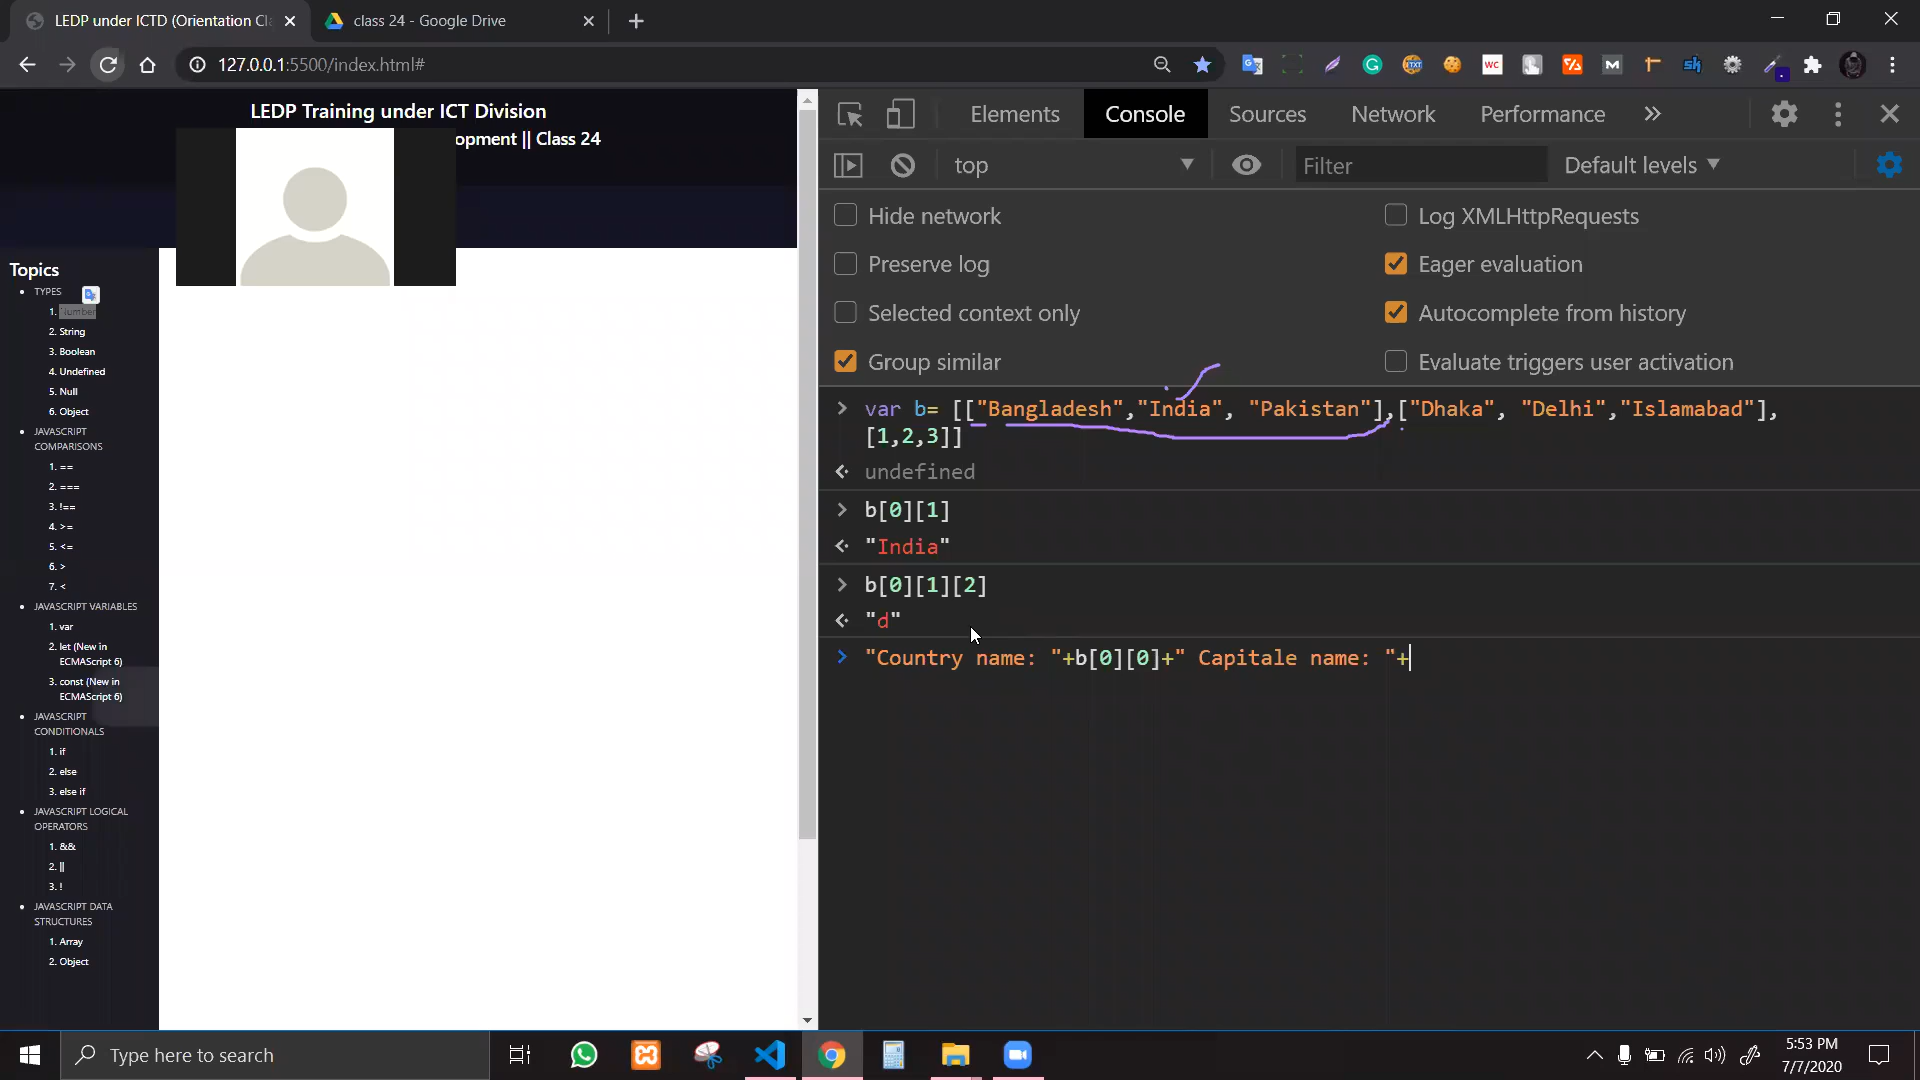 LEDP under ICTD (Orientation Cl
class 24 - Google Drive
127.0.0.1:5500/index.html#
LEDP Training under ICT Division
opment || Class 24
Topics
TYPES
1. Number
2. String
3. Boolean
4. Undefined
5. Null
6. Object
JAVASCRIPT
COMPARISONS
1. ==
2. ===
3. !==
4. >=
5. <=
6. >
7. <
JAVASCRIPT VARIABLES
1. var
2. let (New in
ECMAScript 6)
3. const (New in
ECMAScript 6)
JAVASCRIPT
CONDITIONALS
1. if
2. else
3. else if
JAVASCRIPT LOGICAL
OPERATORS
1. &&
2. ||
3. !
JAVASCRIPT DATA
STRUCTURES
1. Array
2. Object
Elements Console Sources Network Performance »
top Filter Default levels ▼
Hide network Log XMLHttpRequests
Preserve log Eager evaluation
Selected context only Autocomplete from history
Group similar Evaluate triggers user activation
> var b= [["Bangladesh","India", "Pakistan"],["Dhaka", "Delhi","Islamabad"],
[1,2,3]]
undefined
> b[0][1]
"India"
> b[0][1][2]
"d"
> "Country name: "+b[0][0]+" Capitale name: "+
Type here to search
5:53 PM
7/7/2020